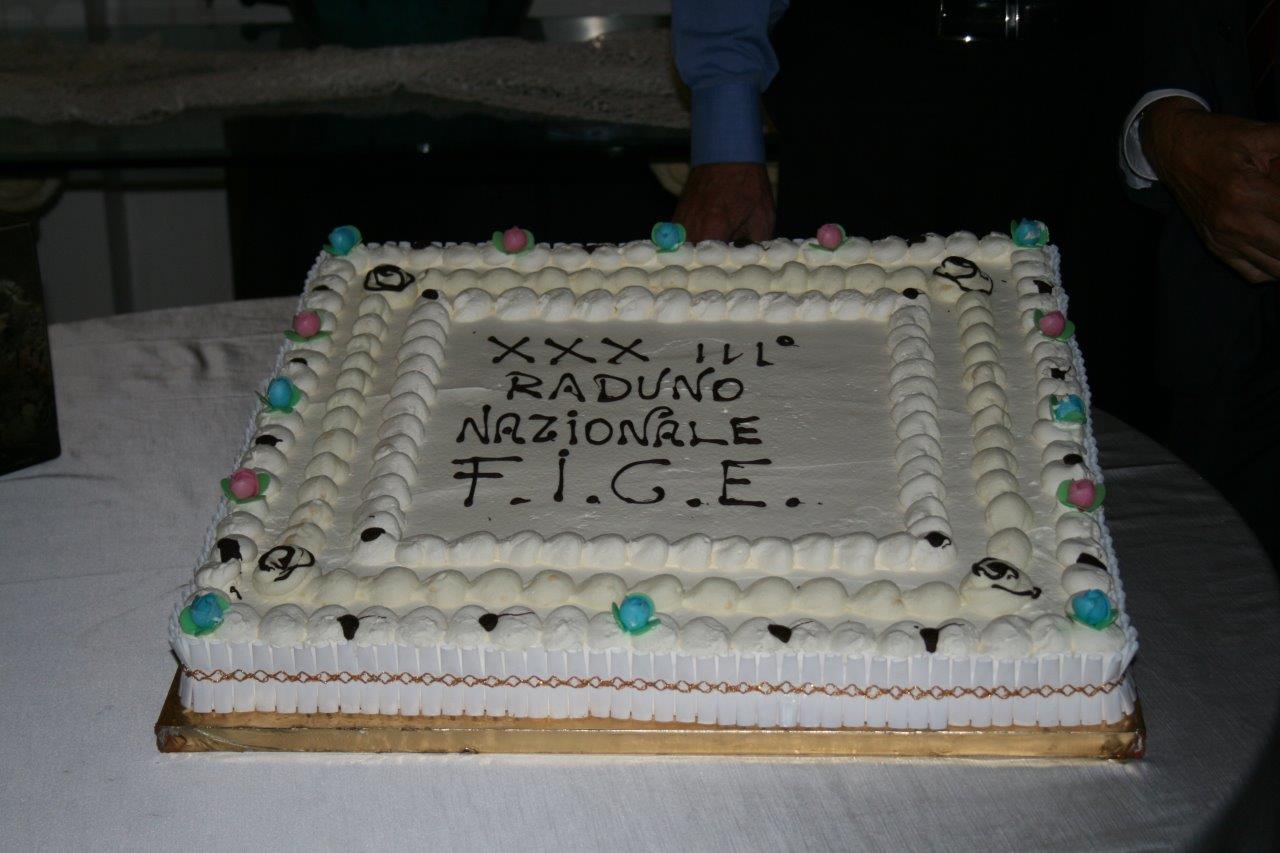 XXX III°
RADUNO
NAZiONALE
F.i.C.E.